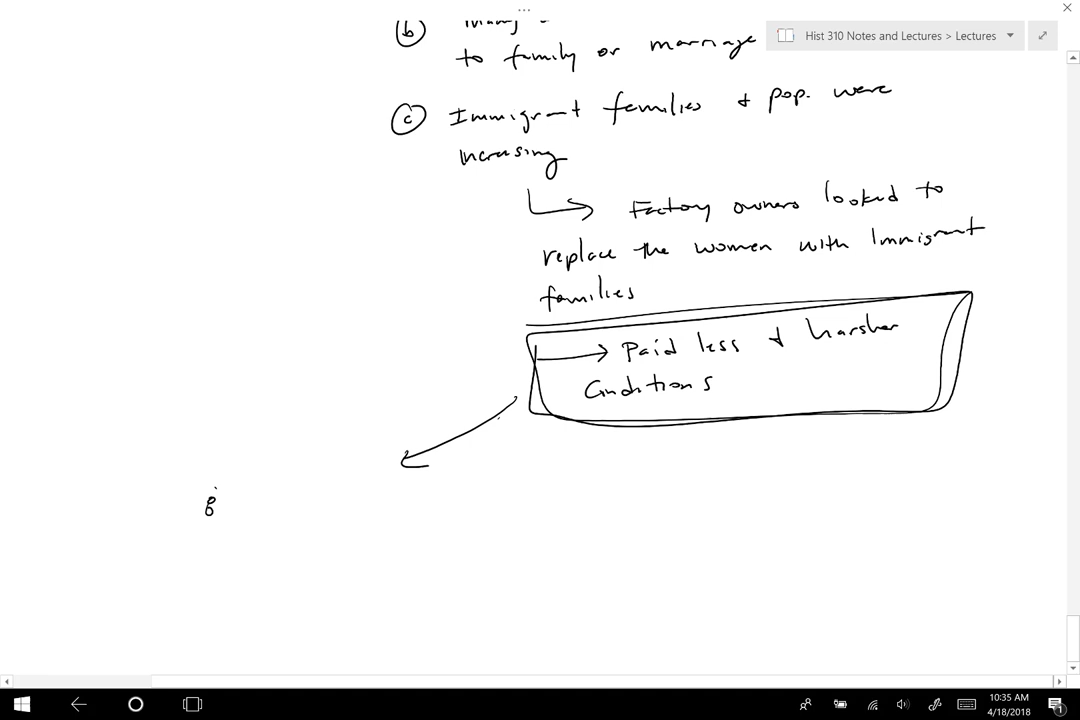 Hist 310 Notes and Lectures > Lectures
(b)
to family or marriage
(c) Immigrant families + pop. were
increasing
Factory owners looked to
replace the women with Immigrant
families
→ Paid less + harsher
Conditions
10:35 AM
4/18/2018
1